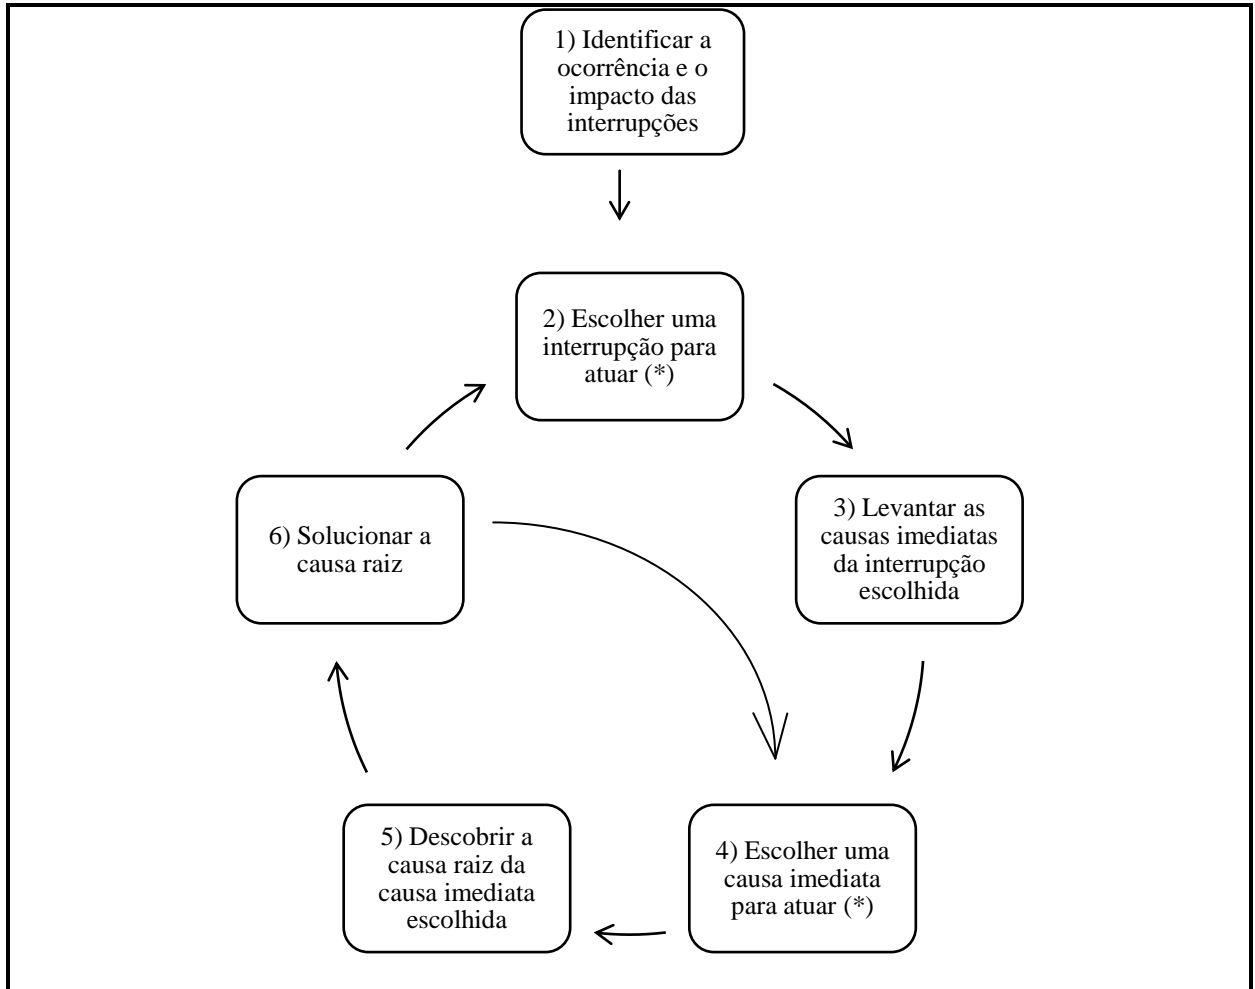 1) Identificar a
ocorrência e o
impacto das
interrupções
2) Escolher uma
interrupção para
atuar (*)
3) Levantar as
causas imediatas
da interrupção
escolhida
4) Escolher uma
causa imediata
para atuar (*)
5) Descobrir a
causa raiz da
causa imediata
escolhida
6) Solucionar a
causa raiz